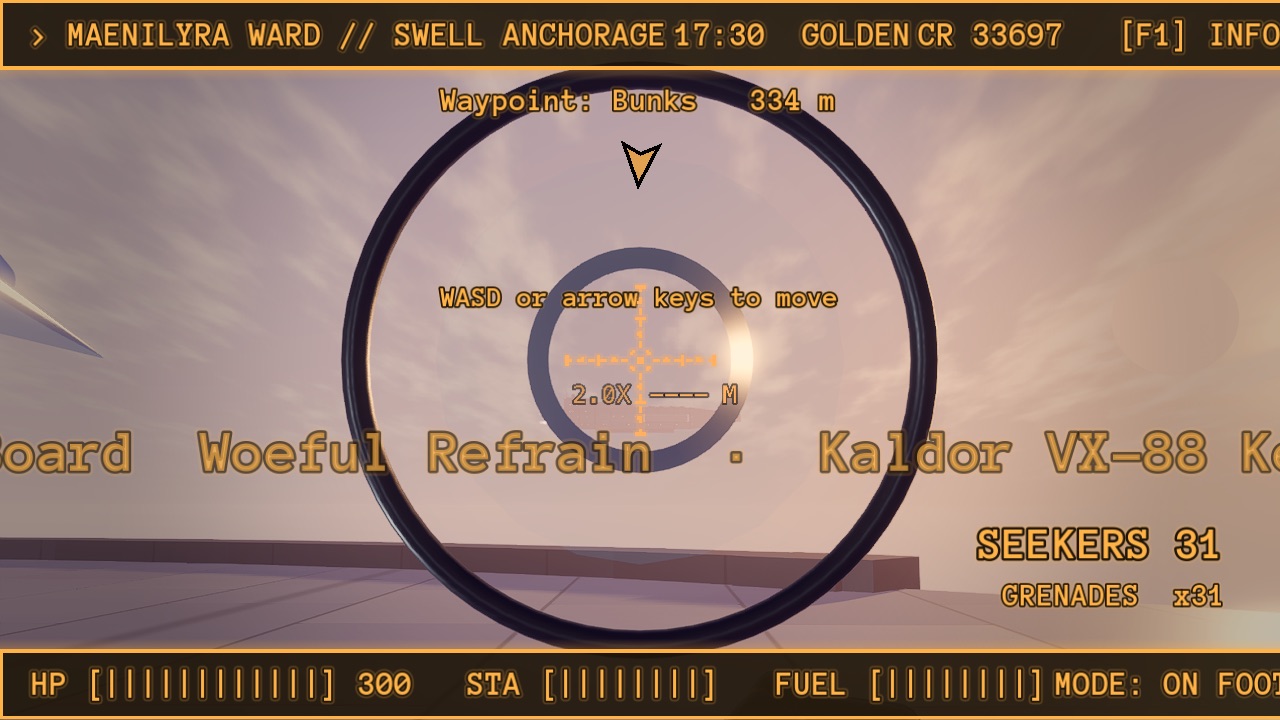 › MAENILYRA WARD // SWELL ANCHORAGE 17:30 GOLDEN CR 33697 [F1] INFO
Waypoint: Bunks 334 m
WASD or arrow keys to move
2.0X ———— M
Board Woeful Refrain · Kaldor VX—88 Ke
SEEKERS 31
GRENADES x31
HP [||||||||||||] 300 STA [||||||||] FUEL [||||||||] MODE: ON FOOT